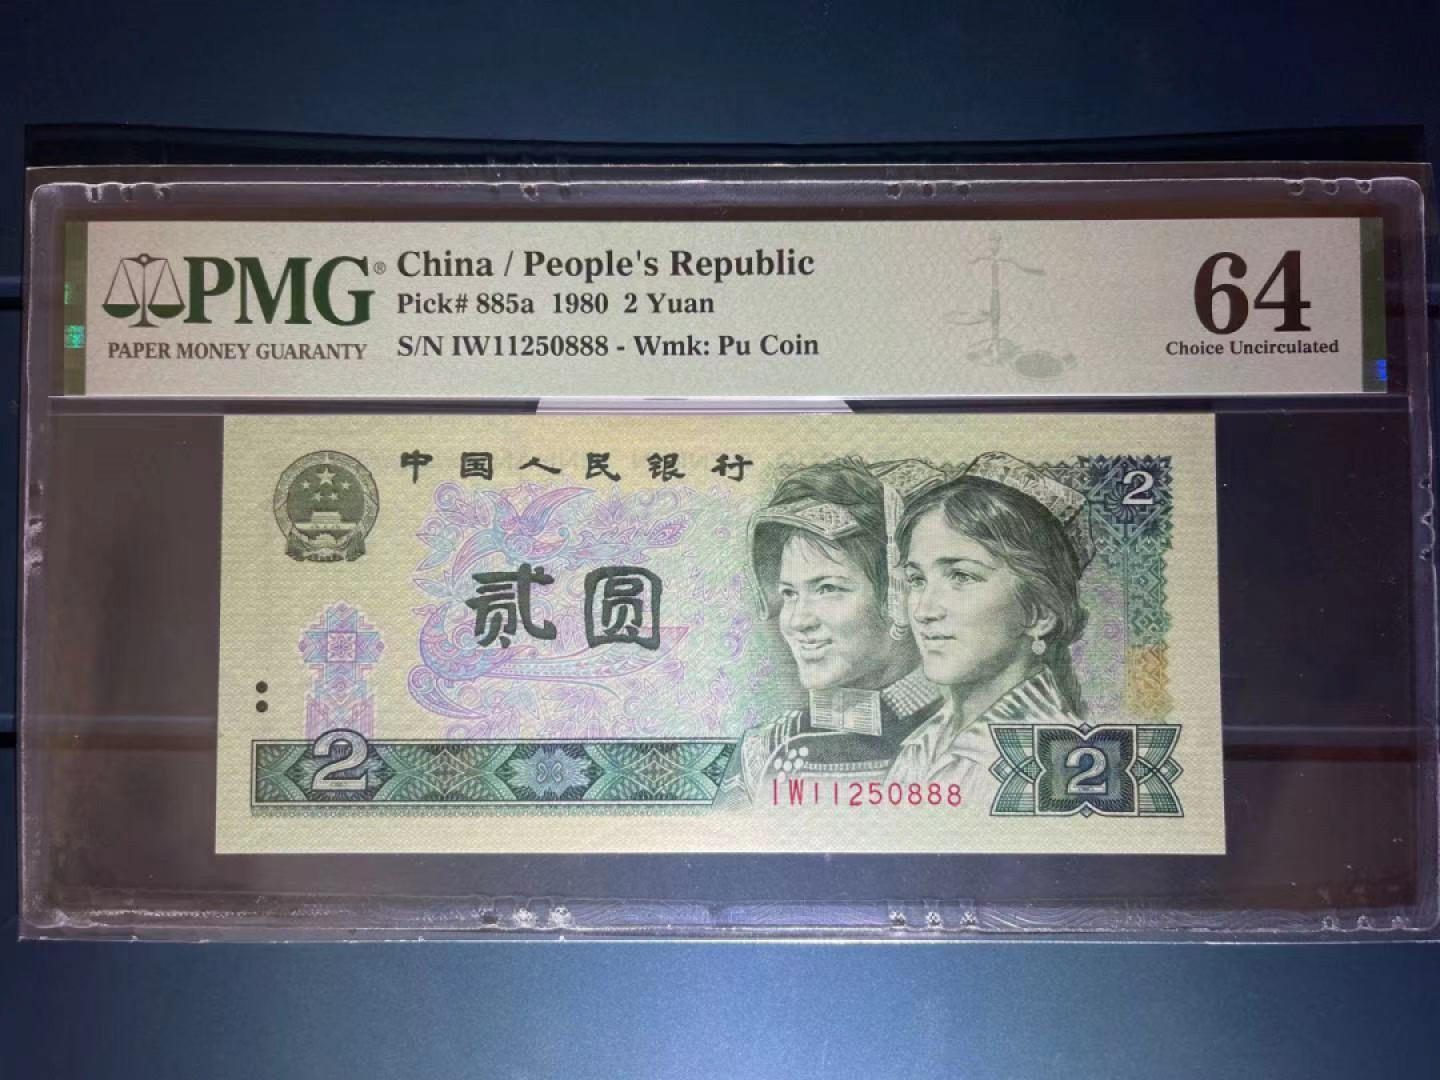 PMG®
PAPER MONEY GUARANTY
China / People's Republic
Pick# 885a 1980 2 Yuan
S/N IW11250888 - Wmk: Pu Coin
64
Choice Uncirculated
中国人民银行
2
贰圆
2
IW11250888
2